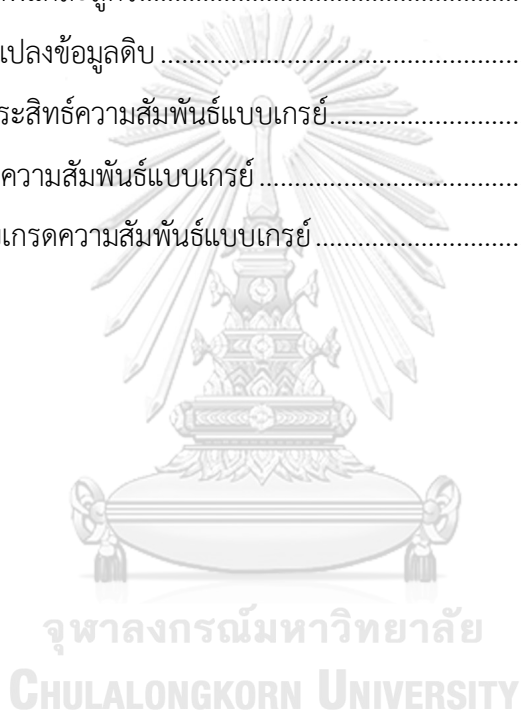 แปลงข้อมูลดิบ ........................................
ระสิทธ์ความสัมพันธ์แบบเกรย์........................
ความสัมพันธ์แบบเกรย์ ................................
เกรดความสัมพันธ์แบบเกรย์ ..........................
จุฬาลงกรณ์มหาวิทยาลัย
CHULALONGKORN UNIVERSITY